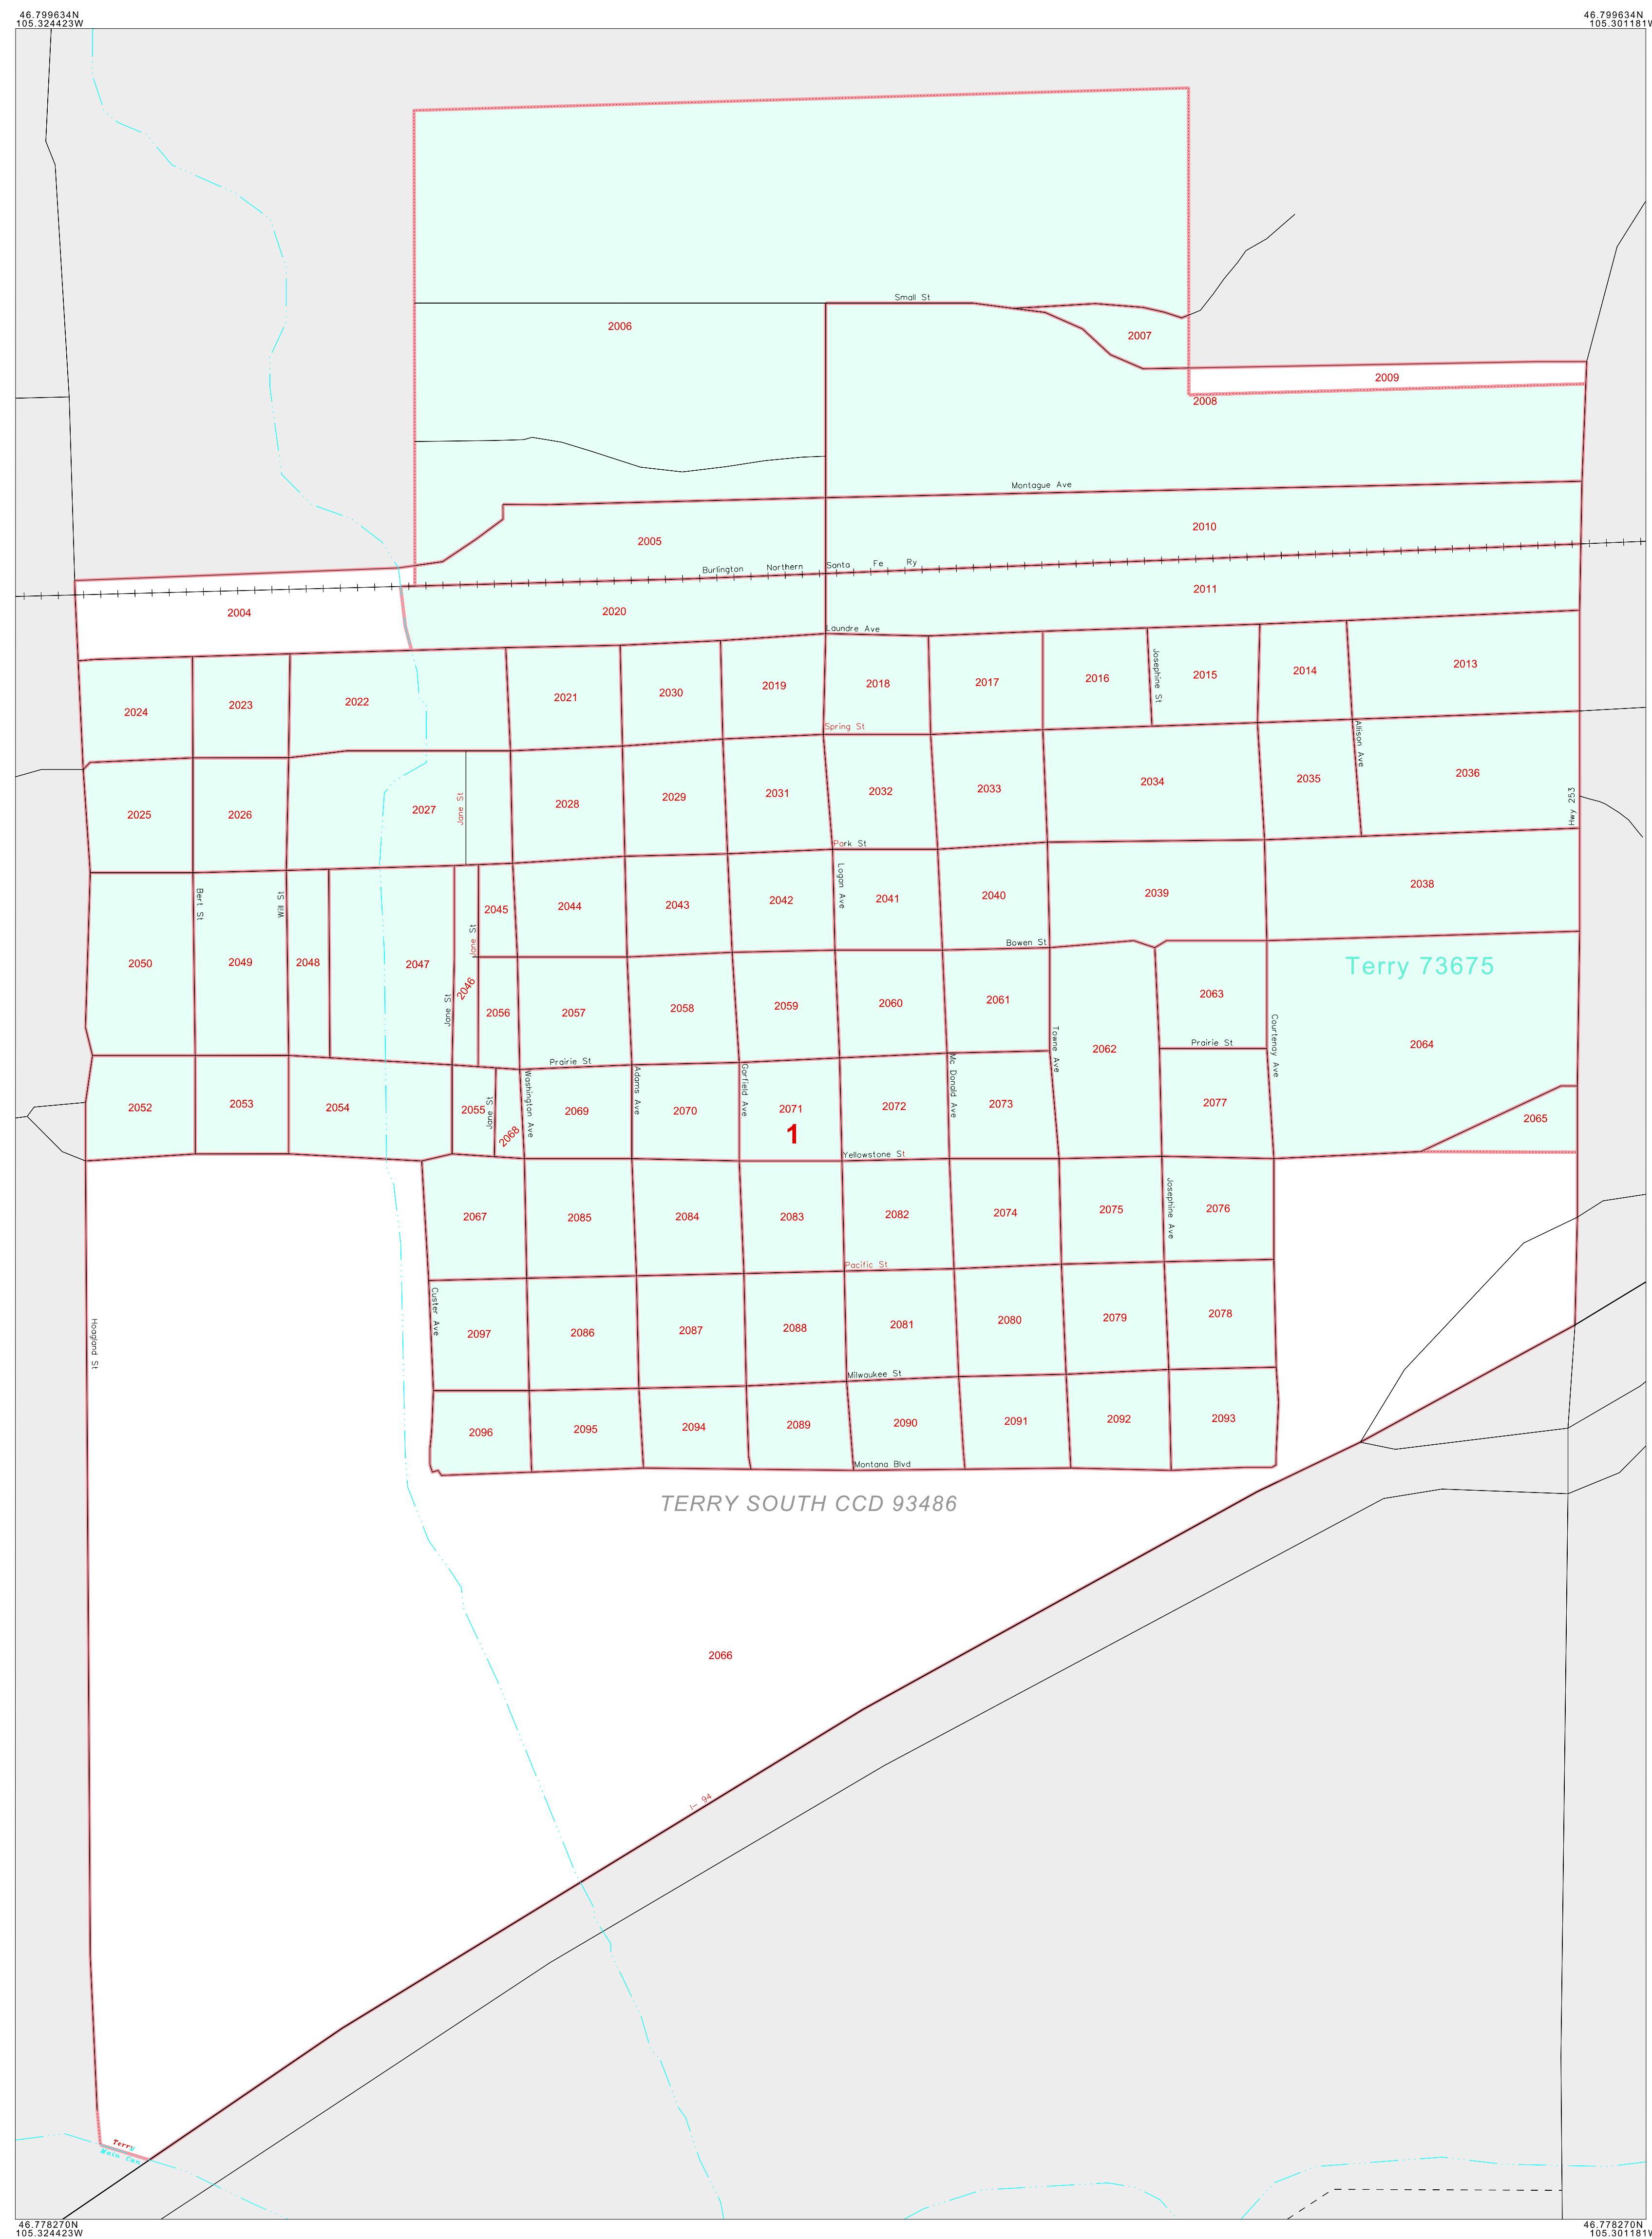 46.799634N
105.324423W
46.799634N
105.301181W
Small St
2006
2007
2009
2008
Montague Ave
2010
2005
Burlington Northern Santa Fe Ry
2011
2004
2020
Laundre Ave
2024
2023
2022
2021
2030
2019
2018
2017
2016
Josephine St
2015
2014
2013
Spring St
Allison Ave
2025
2026
2027
Jane St
2028
2029
2031
2032
2033
2034
2035
2036
Hwy 253
Park St
Bert St
Wall St
Logan Ave
2045
2044
2043
2042
2041
2040
2039
2038
Jane St
Bowen St
2050
2049
2048
2047
2046
Jane St
2056
2057
2058
2059
2060
2061
2062
2063
Terry 73675
Towne Ave
Prairie St
Courtenay Ave
2064
Prairie St
2052
2053
2054
2055
Jane St
2068
Washington Ave
2069
Adams Ave
2070
Garfield Ave
2071
1
2072
Mc Donald Ave
2073
2077
2065
Yellowstone St
2067
2085
2084
2083
2082
2074
2075
Josephine Ave
2076
Pacific St
Custer Ave
Hoagland St
2097
2086
2087
2088
2081
2080
2079
2078
Milwaukee St
2096
2095
2094
2089
2090
2091
2092
2093
Montana Blvd
TERRY SOUTH CCD 93486
2066
I- 94
Terry
Main Can
46.778270N
105.324423W
46.778270N
105.301181W